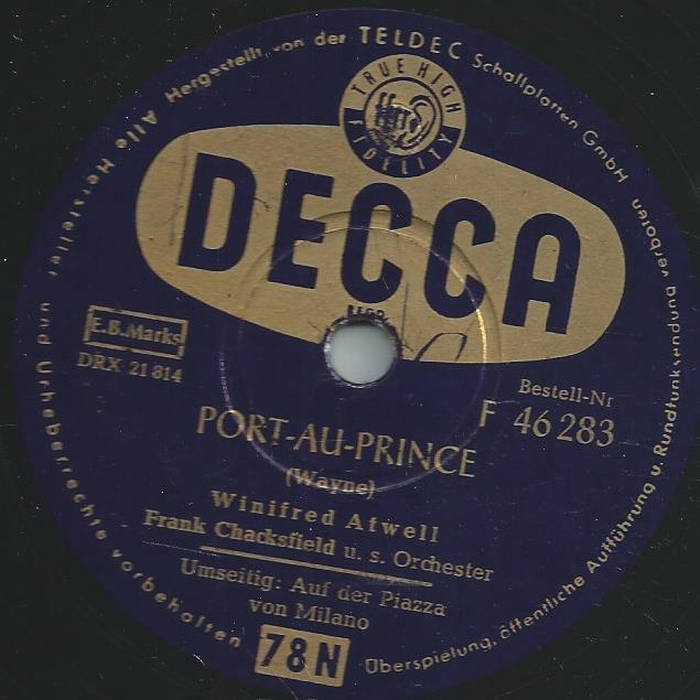 Alle Hersteller und Urheberrechte vorbehalten
Hergestellt von der TELDEC Schallplatten GmbH
Überspielung, öffentliche Aufführung u. Rundfunksendung verboten
TRUE HIGH
FIDELITY
DECCA
E.B.Marks
DRX 21 814
Bestell-Nr
F 46 283
PORT-AU-PRINCE
(Wayne)
Winifred Atwell
Frank Chacksfield u. s. Orchester
Umseitig: Auf der Piazza
von Milano
78 N